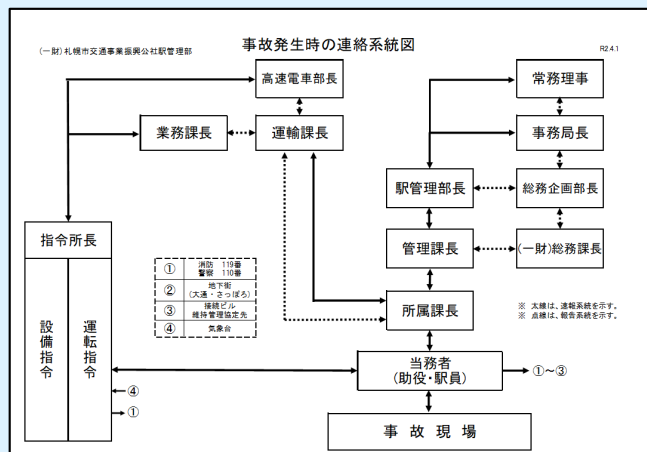 事故発生時の連絡系統図
(一財)札幌市交通事業振興公社駅管理部
R2.4.1
高速電車部長
常務理事
業務課長
運輸課長
事務局長
駅管理部長
総務企画部長
指令所長
管理課長
(一財)総務課長
設備指令
運転指令
① 消防 119番
警察 110番
② 地下街
(大通・さっぽろ)
③ 接続ビル
維持管理協定先
④ 気象台
所属課長
※ 太線は、速報系統を示す。
※ 点線は、報告系統を示す。
当務者
(助役・駅員)
①~③
④
①
事故現場